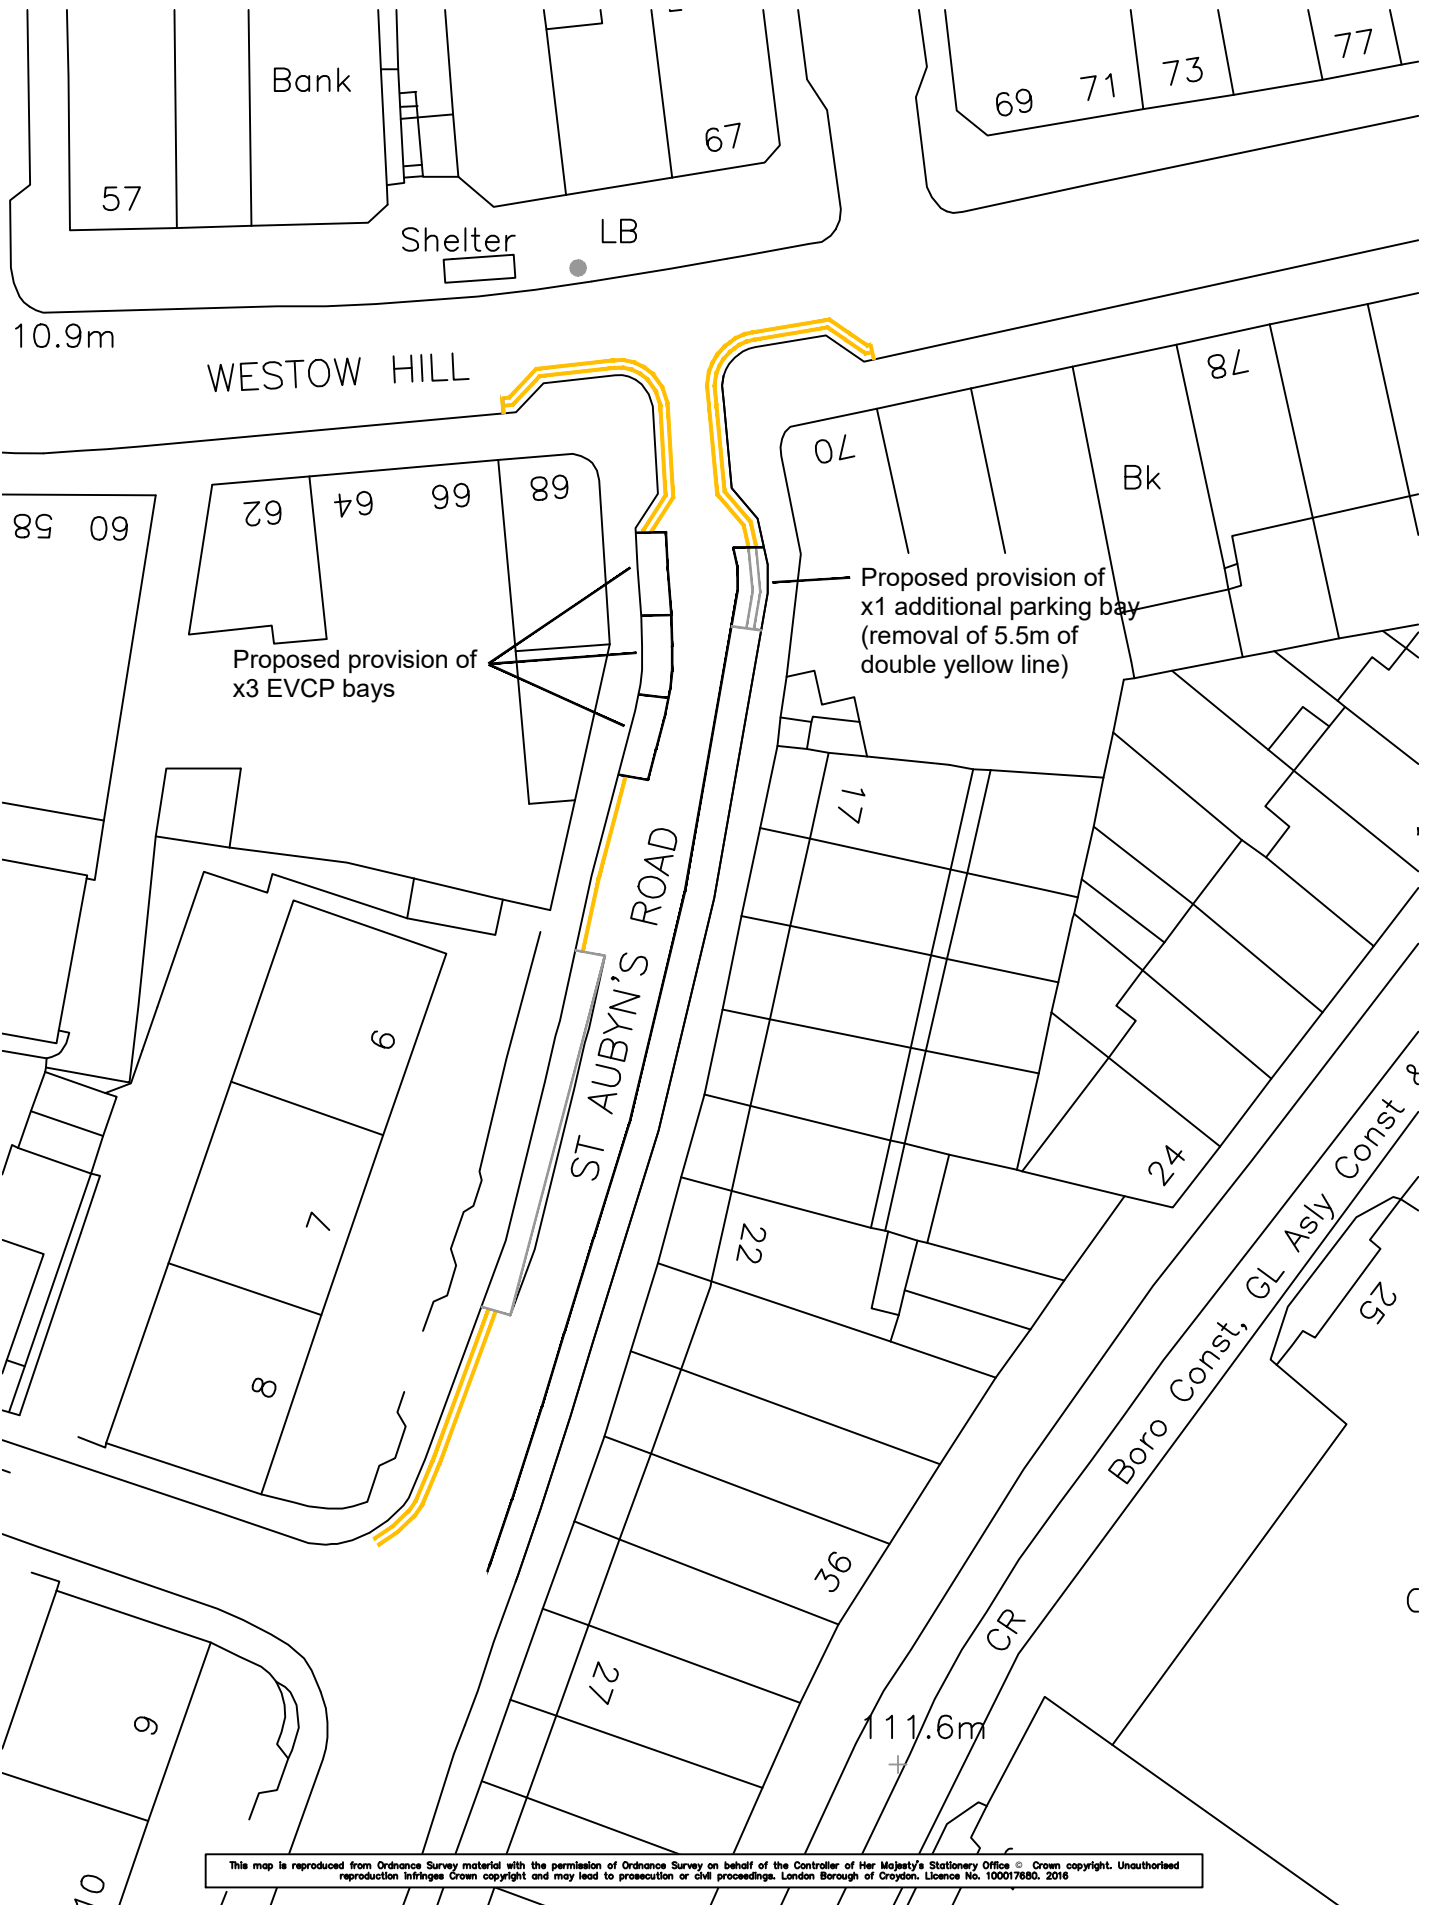 Bank
57
67
69
71
73
77
Shelter
LB
10.9m
WESTOW HILL
58
60
62
64
66
68
70
78
Bk
Proposed provision of
x1 additional parking bay
(removal of 5.5m of
double yellow line)
Proposed provision of
x3 EVCP bays
17
ST AUBYN'S ROAD
9
7
8
22
24
25
Boro Const, GL Asly Const &
36
CR
27
111.6m
9
10
This map is reproduced from Ordnance Survey material with the permission of Ordnance Survey on behalf of the Controller of Her Majesty's Stationery Office © Crown copyright. Unauthorised
reproduction infringes Crown copyright and may lead to prosecution or civil proceedings. London Borough of Croydon. Licence No. 100017680. 2016